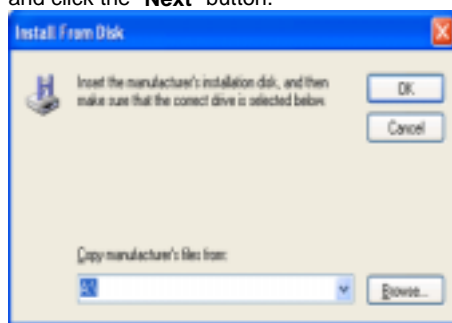 and click the "Next" button.
Install From Disk
Insert the manufacturer's installation disk, and then
make sure that the correct drive is selected below.
OK
Cancel
Copy manufacturer's files from:
A:\
Browse...